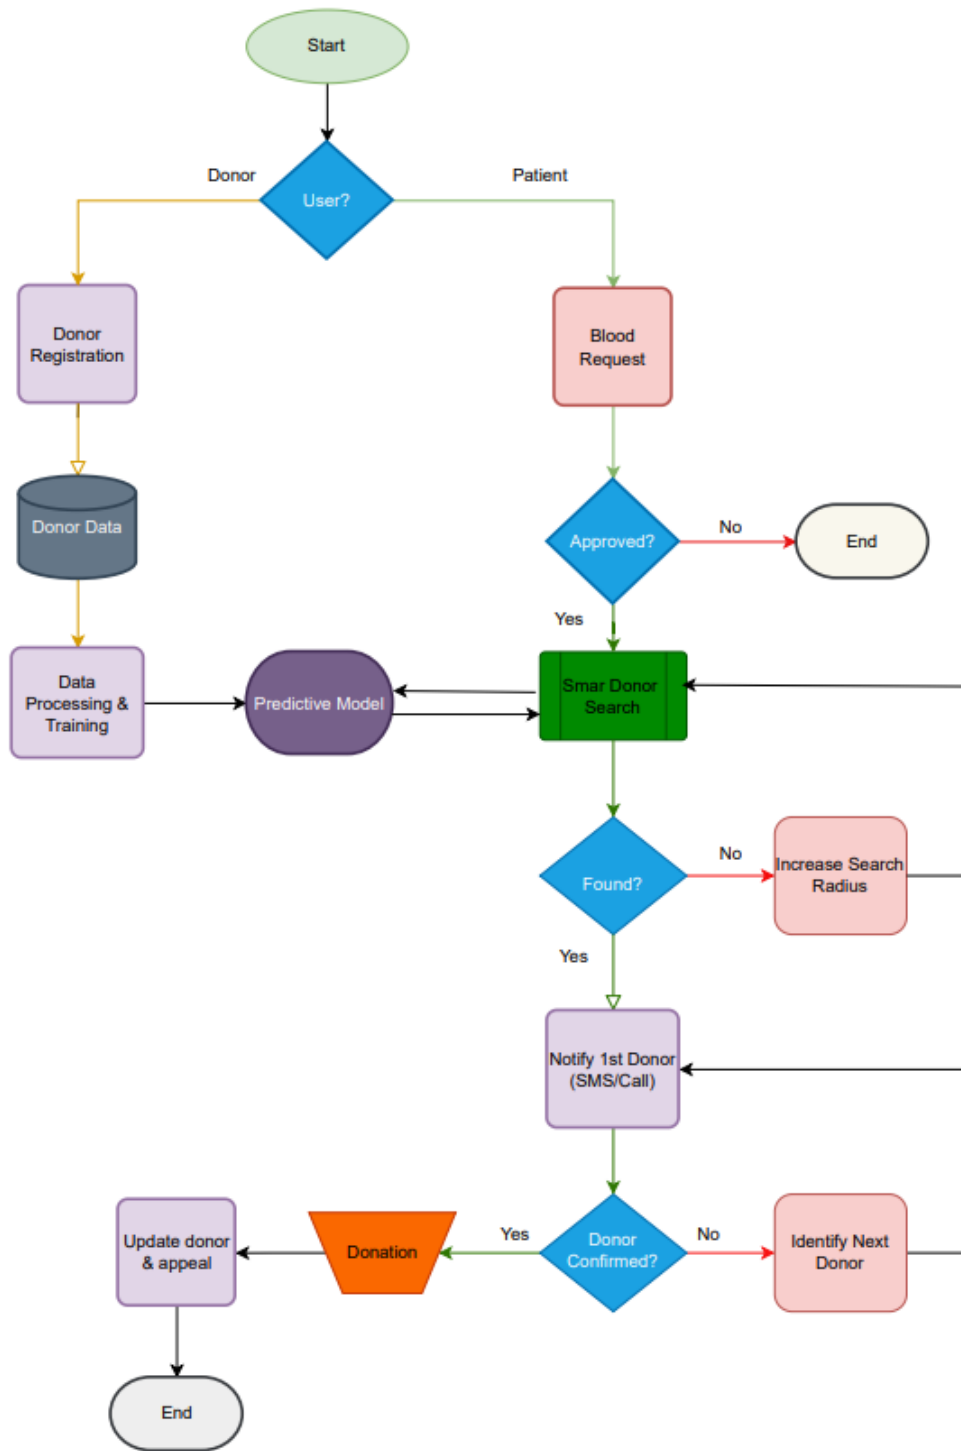 Start
Donor
Patient
User?
Donor
Registration
Blood
Request
Donor Data
Approved?
No
End
Yes
Data
Processing &
Training
Predictive Model
Smar Donor
Search
Found?
No
Increase Search
Radius
Yes
Notify 1st Donor
(SMS/Call)
Update donor
& appeal
Donation
Yes
Donor
Confirmed?
No
Identify Next
Donor
End